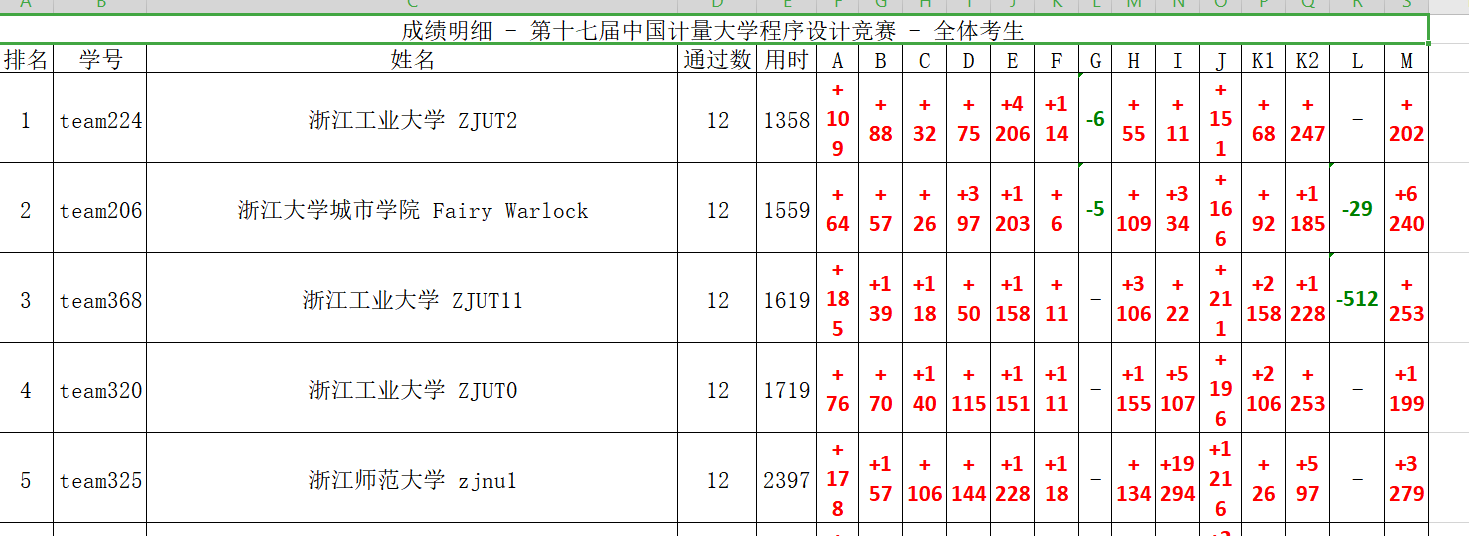 A B C D E F G H I J K L M N O P Q R S
成绩明细 - 第十七届中国计量大学程序设计竞赛 - 全体考生
排名 学号 姓名 通过数 用时 A B C D E F G H I J K1 K2 L M
1 team224 浙江工业大学 ZJUT2 12 1358 +109 +88 +32 +75 +4 206 +1 14 -6 +55 +11 +151 +68 +247 - +202
2 team206 浙江大学城市学院 Fairy Warlock 12 1559 +64 +57 +26 +3 97 +1 203 +6 -5 +109 +3 34 +166 +92 +1 185 -29 +6 240
3 team368 浙江工业大学 ZJUT11 12 1619 +185 +1 39 +1 18 +50 +1 158 +11 - +3 106 +22 +211 +2 158 +1 228 -512 +253
4 team320 浙江工业大学 ZJUT0 12 1719 +76 +70 +1 40 +115 +1 151 +1 11 - +1 155 +5 107 +196 +2 106 +253 - +1 199
5 team325 浙江师范大学 zjnu1 12 2397 +178 +1 57 +106 +144 +1 228 +1 18 - +134 +19 294 +1 216 +26 +5 97 - +3 279